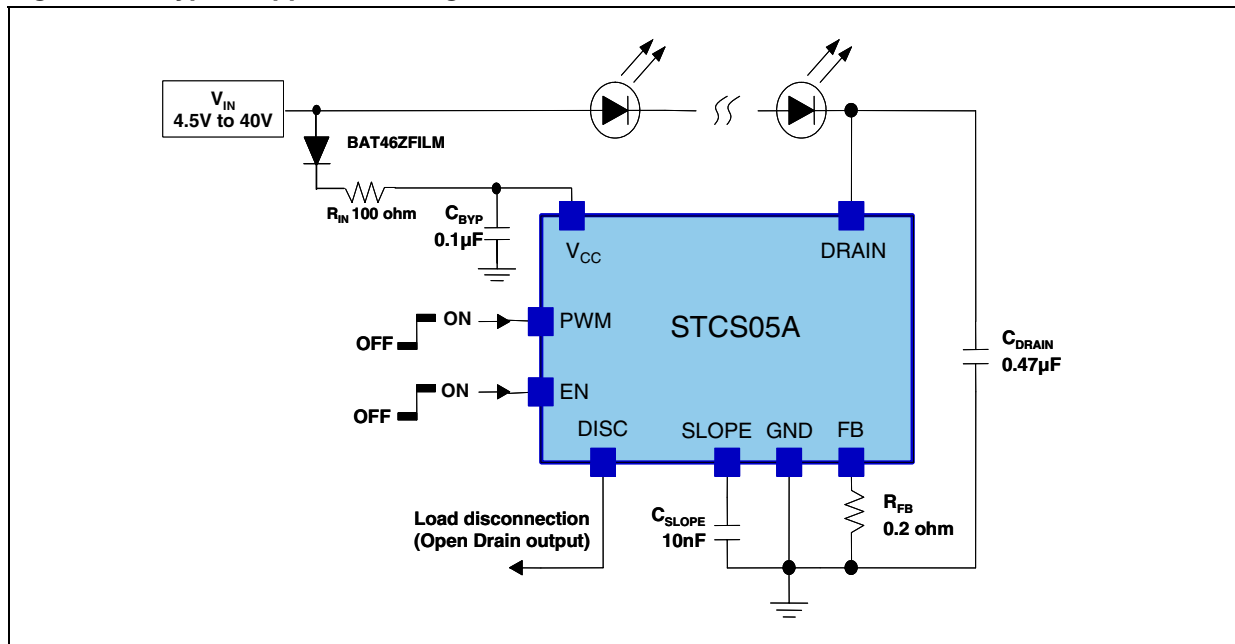 V_IN
4.5V to 40V
BAT46ZFILM
R_IN 100 ohm
C_BYP
0.1µF
V_CC
DRAIN
STCS05A
PWM
ON
OFF
EN
ON
OFF
C_DRAIN
0.47µF
DISC
SLOPE
GND
FB
Load disconnection
(Open Drain output)
C_SLOPE
10nF
R_FB
0.2 ohm